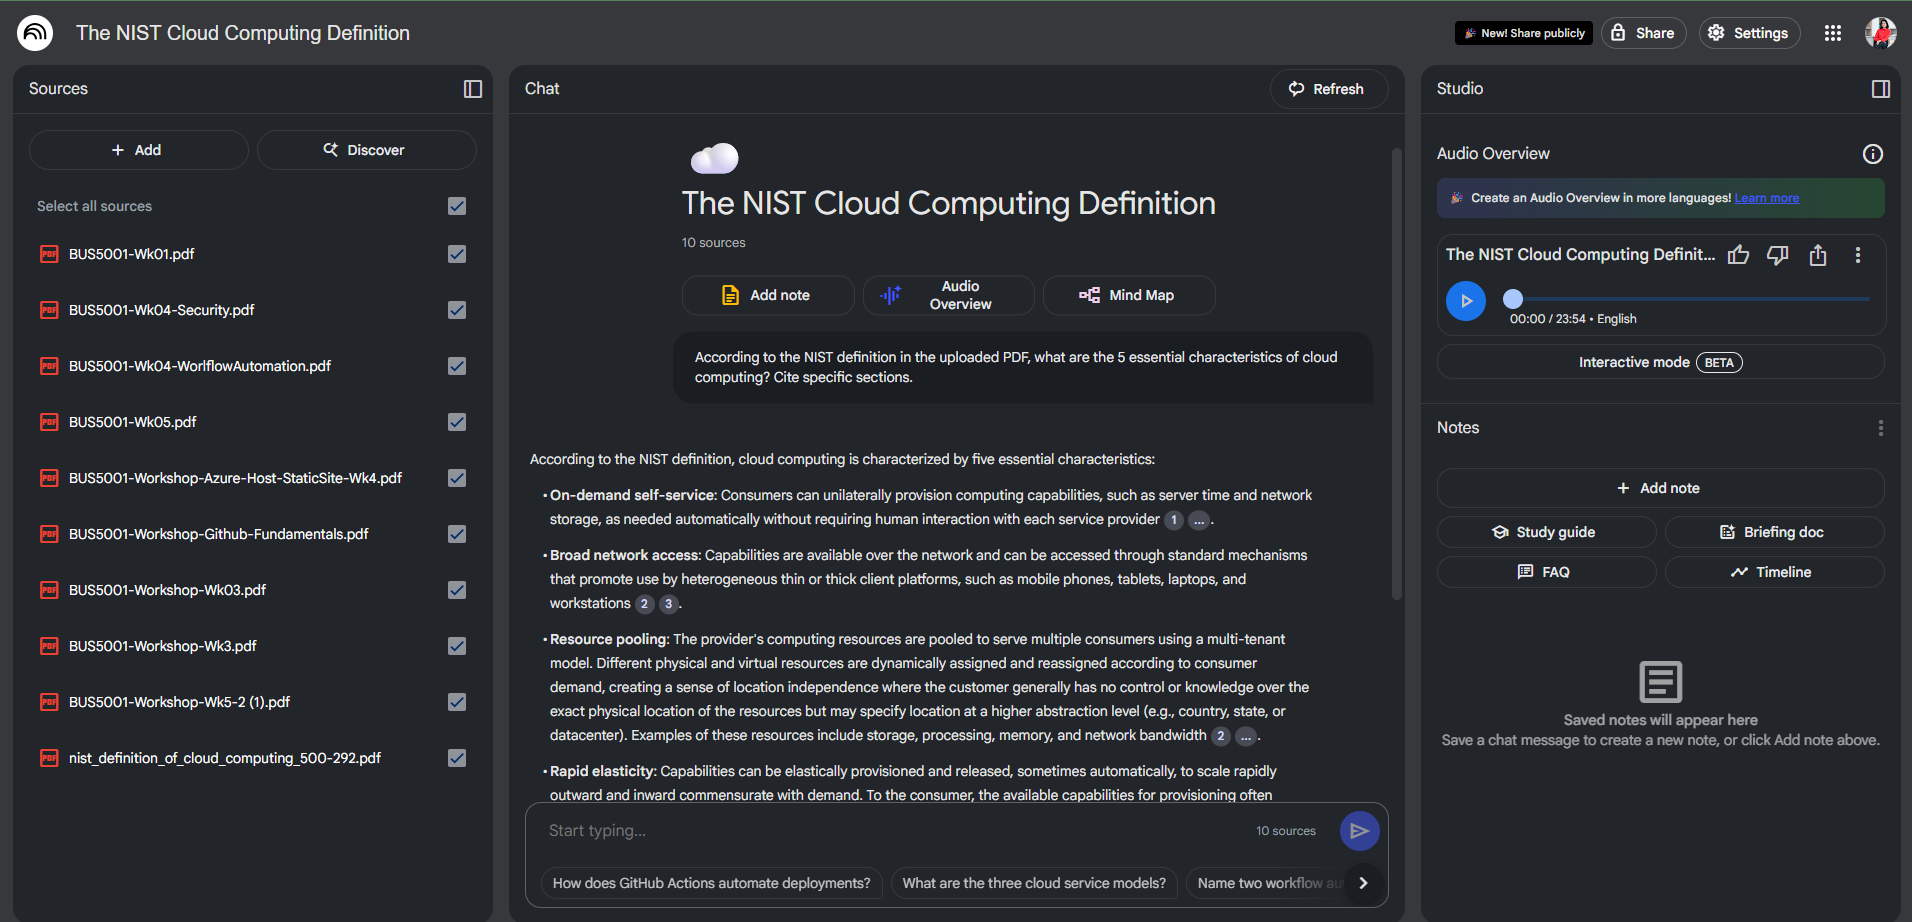 The NIST Cloud Computing Definition
New! Share publicly
Share
Settings
Sources
Add
Discover
Select all sources
PDF BUS5001-Wk01.pdf
PDF BUS5001-Wk04-Security.pdf
PDF BUS5001-Wk04-WorlflowAutomation.pdf
PDF BUS5001-Wk05.pdf
PDF BUS5001-Workshop-Azure-Host-StaticSite-Wk4.pdf
PDF BUS5001-Workshop-Github-Fundamentals.pdf
PDF BUS5001-Workshop-Wk03.pdf
PDF BUS5001-Workshop-Wk3.pdf
PDF BUS5001-Workshop-Wk5-2 (1).pdf
PDF nist_definition_of_cloud_computing_500-292.pdf
Chat
Refresh
The NIST Cloud Computing Definition
10 sources
Add note
Audio
Overview
Mind Map
According to the NIST definition in the uploaded PDF, what are the 5 essential characteristics of cloud
computing? Cite specific sections.
According to the NIST definition, cloud computing is characterized by five essential characteristics:
• On-demand self-service: Consumers can unilaterally provision computing capabilities, such as server time and network
storage, as needed automatically without requiring human interaction with each service provider 1 ... .
• Broad network access: Capabilities are available over the network and can be accessed through standard mechanisms
that promote use by heterogeneous thin or thick client platforms, such as mobile phones, tablets, laptops, and
workstations 2 3 .
• Resource pooling: The provider's computing resources are pooled to serve multiple consumers using a multi-tenant
model. Different physical and virtual resources are dynamically assigned and reassigned according to consumer
demand, creating a sense of location independence where the customer generally has no control or knowledge over the
exact physical location of the resources but may specify location at a higher abstraction level (e.g., country, state, or
datacenter). Examples of these resources include storage, processing, memory, and network bandwidth 2 ... .
• Rapid elasticity: Capabilities can be elastically provisioned and released, sometimes automatically, to scale rapidly
outward and inward commensurate with demand. To the consumer, the available capabilities for provisioning often
Start typing...
10 sources
How does GitHub Actions automate deployments?
What are the three cloud service models?
Name two workflow au
Studio
Audio Overview
Create an Audio Overview in more languages! Learn more
The NIST Cloud Computing Definit...
00:00 / 23:54 • English
Interactive mode BETA
Notes
Add note
Study guide
Briefing doc
FAQ
Timeline
Saved notes will appear here
Save a chat message to create a new note, or click Add note above.